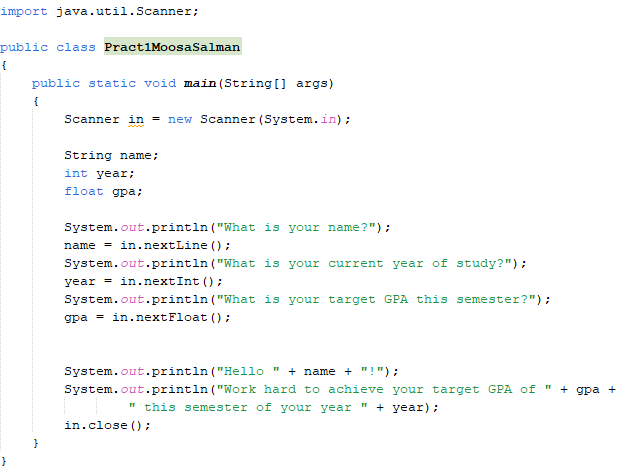 import java.util.Scanner;
public class Pract1MoosaSalman
{
public static void main(String[] args)
{
Scanner in = new Scanner(System.in);
String name;
int year;
float gpa;
System.out.println("What is your name?");
name = in.nextLine();
System.out.println("What is your current year of study?");
year = in.nextInt();
System.out.println("What is your target GPA this semester?");
gpa = in.nextFloat();
System.out.println("Hello " + name + "!");
System.out.println("Work hard to achieve your target GPA of " + gpa +
" this semester of your year " + year);
in.close();
}
}